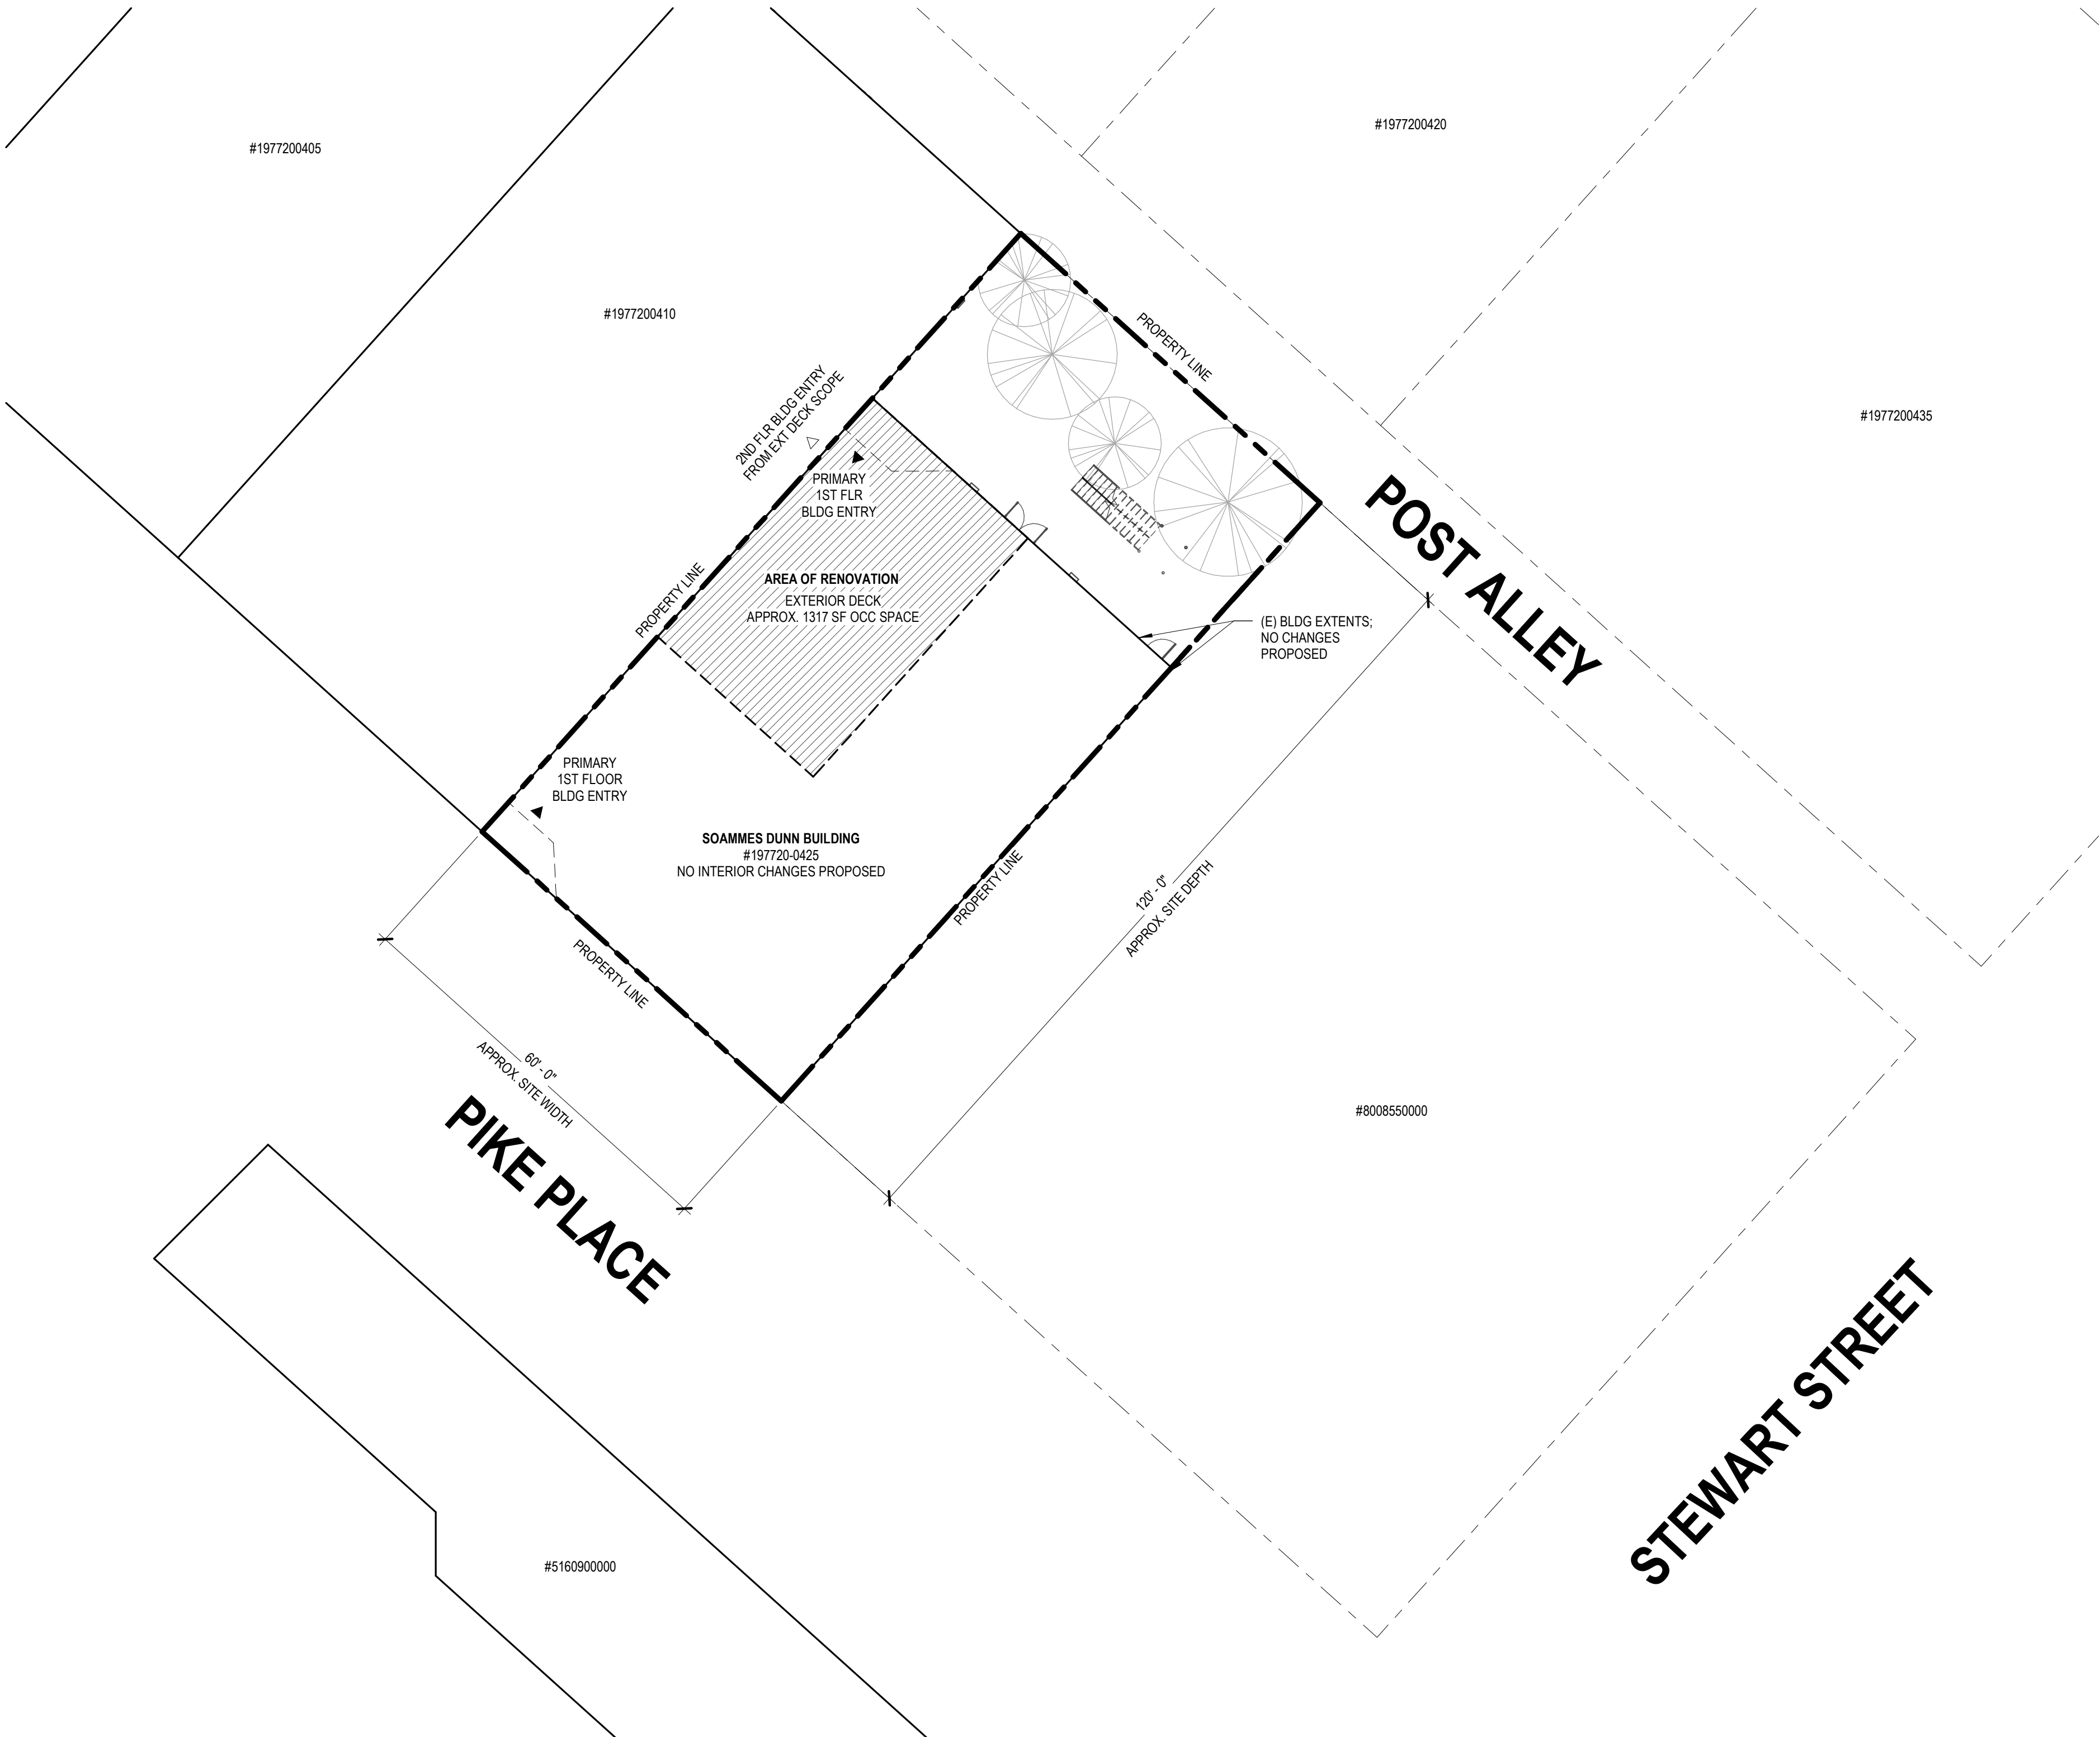 #1977200420
#1977200405
#1977200410
PROPERTY LINE
#1977200435
2ND FLR BLDG ENTRY
FROM EXT DECK SCOPE
PRIMARY
1ST FLR
BLDG ENTRY
POST ALLEY
PROPERTY LINE
AREA OF RENOVATION
EXTERIOR DECK
APPROX. 1317 SF OCC SPACE
(E) BLDG EXTENTS;
NO CHANGES
PROPOSED
PRIMARY
1ST FLOOR
BLDG ENTRY
SOAMMES DUNN BUILDING
#197720-0425
NO INTERIOR CHANGES PROPOSED
PROPERTY LINE
120' - 0"
APPROX. SITE DEPTH
PROPERTY LINE
60' - 0"
APPROX. SITE WIDTH
#8008550000
PIKE PLACE
STEWART STREET
#5160900000